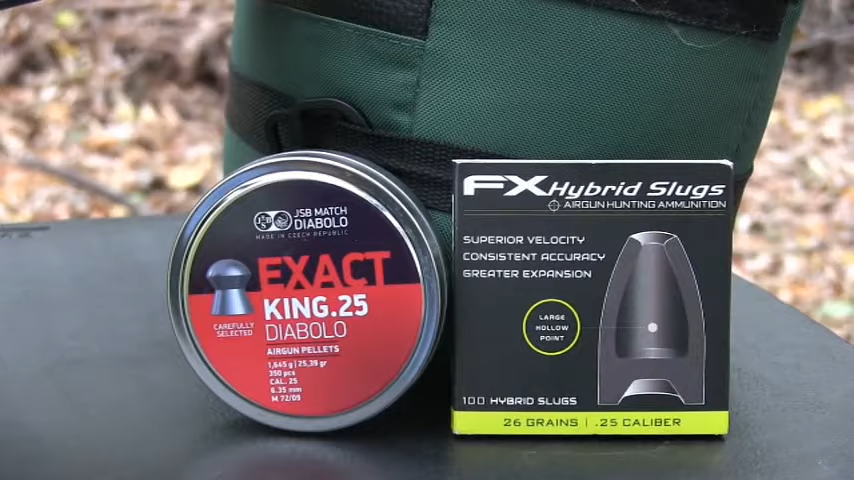 JSB MATCH
DIABOLO
MADE IN CZECH REPUBLIC
EXACT
KING.25
DIABOLO
AIRGUN PELLETS
CAREFULLY
SELECTED
1,645g | 25,39 gr
350 pcs
CAL. 25
6.35 mm
M 72/09
FX Hybrid Slugs
AIRGUN HUNTING AMMUNITION
SUPERIOR VELOCITY
CONSISTENT ACCURACY
GREATER EXPANSION
LARGE
HOLLOW
POINT
100 HYBRID SLUGS
26 GRAINS | .25 CALIBER